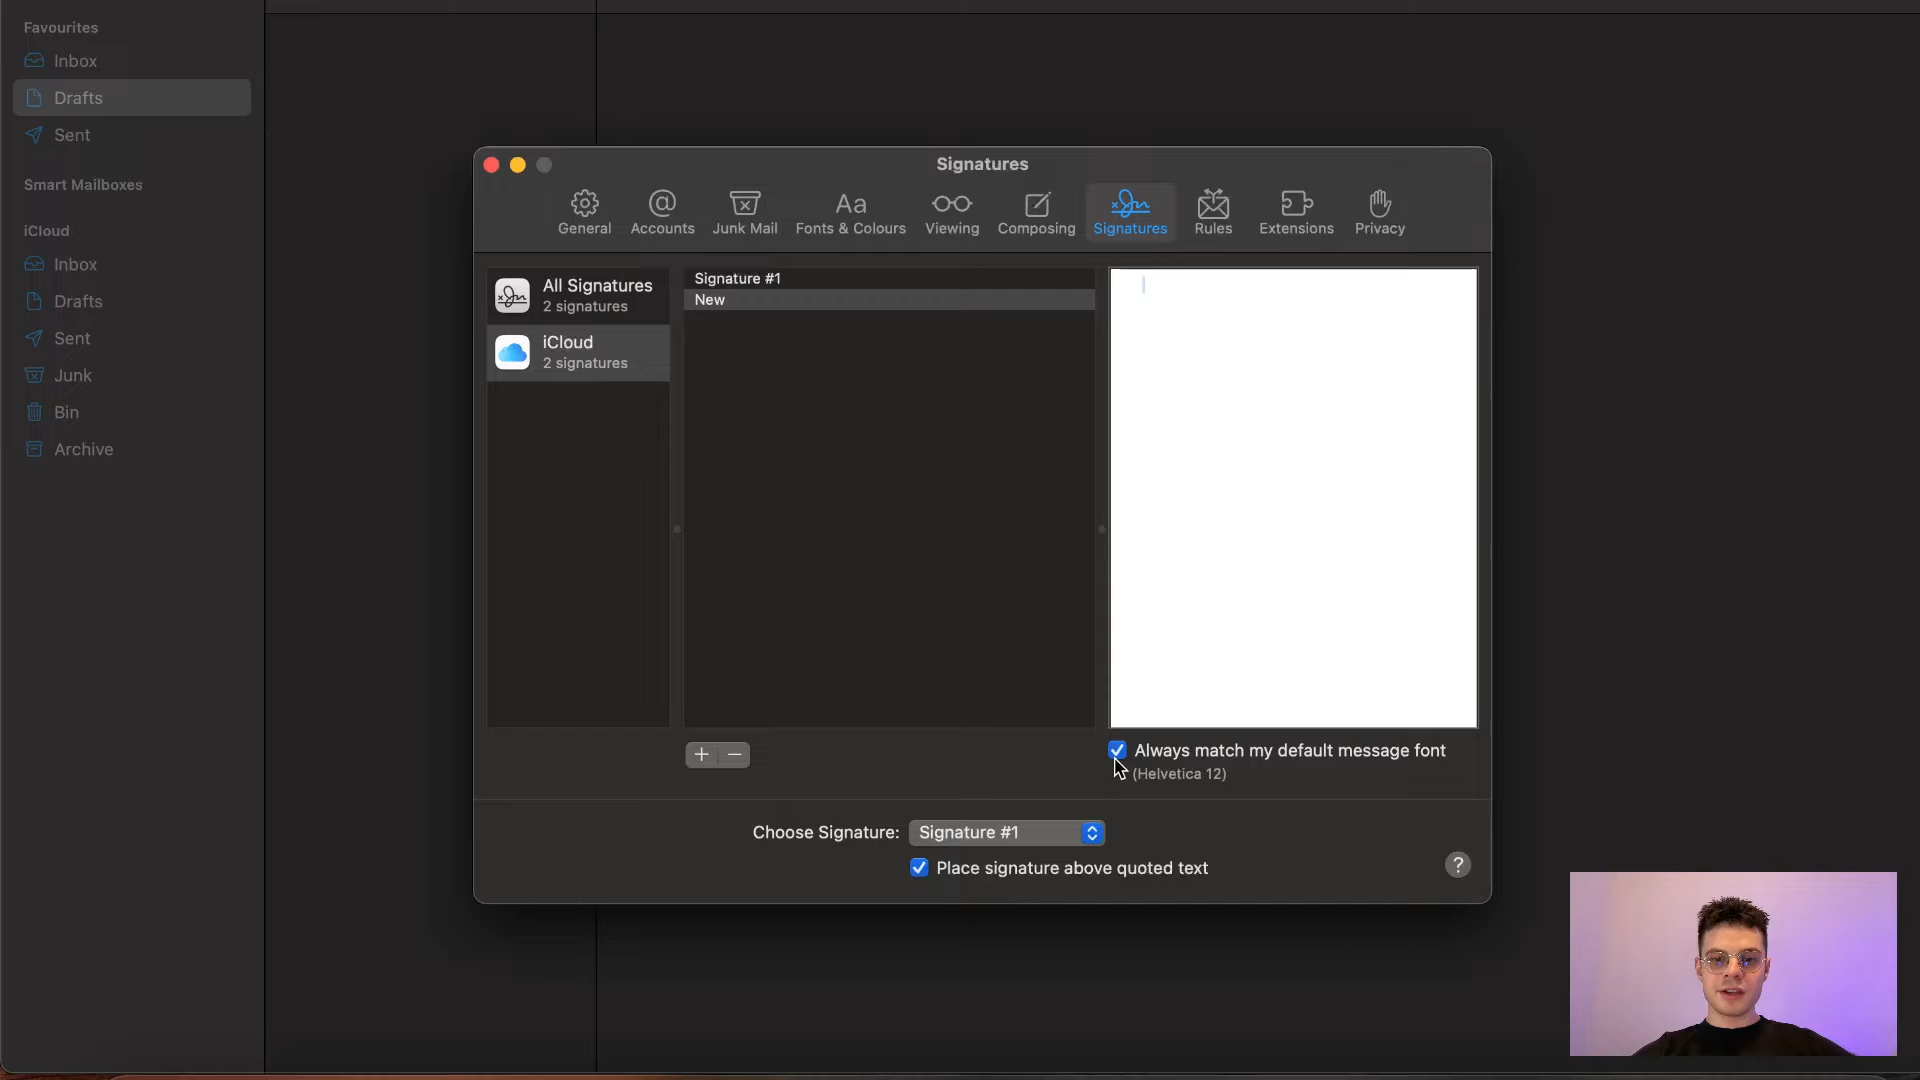 Favourites
Inbox
Drafts
Sent
Smart Mailboxes
iCloud
Inbox
Drafts
Sent
Junk
Bin
Archive
Signatures
General
Accounts
Junk Mail
Aa
Fonts & Colours
Viewing
Composing
Signatures
Rules
Extensions
Privacy
All Signatures
2 signatures
iCloud
2 signatures
Signature #1
New
Always match my default message font
(Helvetica 12)
Choose Signature: Signature #1
Place signature above quoted text
?